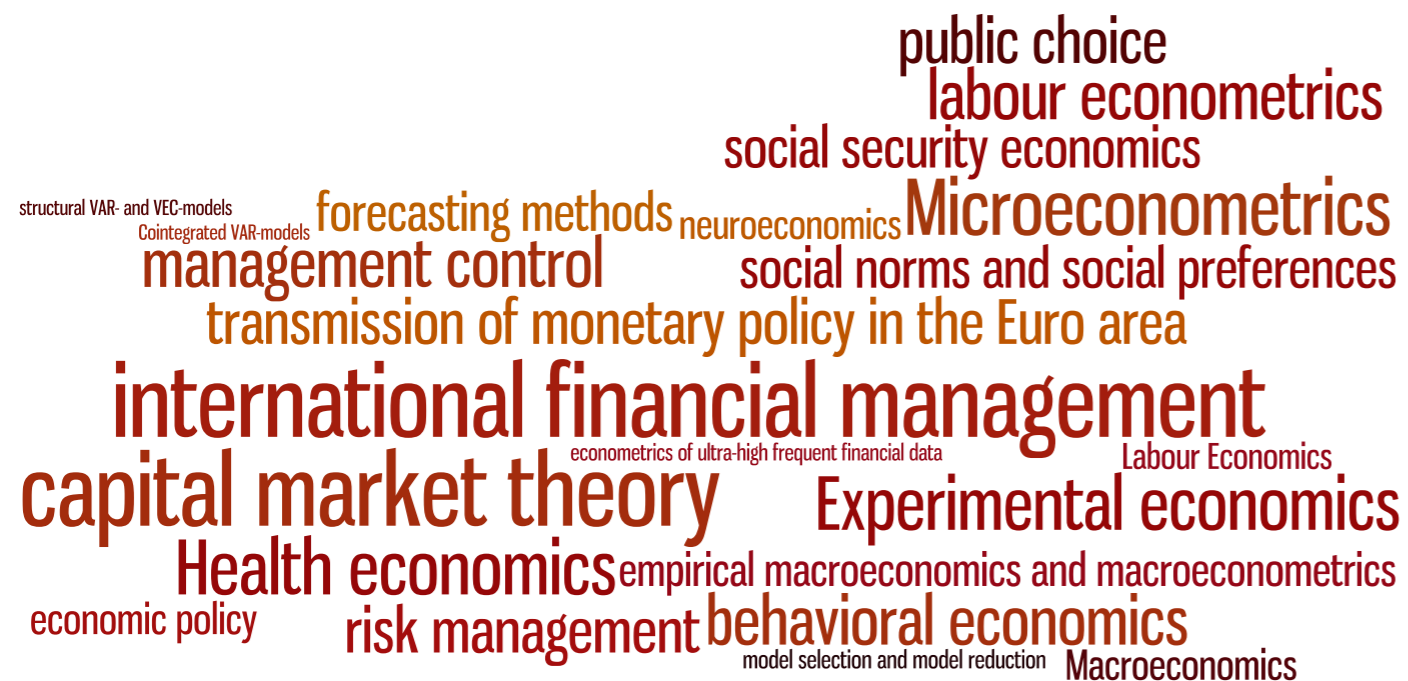 public choice
labour econometrics
social security economics
structural VAR- and VEC-models
forecasting methods
neuroeconomics
Microeconometrics
Cointegrated VAR-models
management control
social norms and social preferences
transmission of monetary policy in the Euro area
international financial management
econometrics of ultra-high frequent financial data
Labour Economics
capital market theory
Experimental economics
Health economics
empirical macroeconomics and macroeconometrics
economic policy
risk management
behavioral economics
model selection and model reduction
Macroeconomics